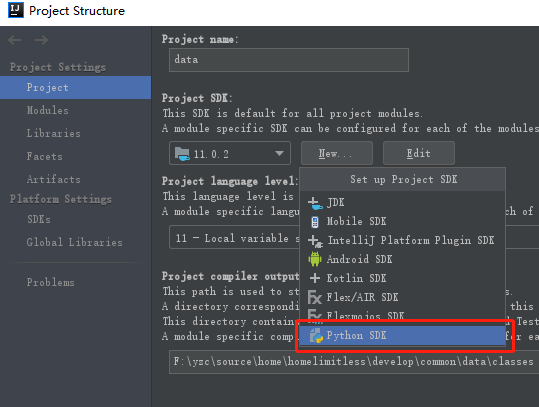 Project Structure
Project Settings
Project
Modules
Libraries
Facets
Artifacts
Platform Settings
SDKs
Global Libraries
Problems
Project name:
data
Project SDK:
This SDK is default for all project modules.
A module specific SDK can be configured for each of the modules
11.0.2
New...
Edit
Set up Project SDK
JDK
Mobile SDK
IntelliJ Platform Plugin SDK
Android SDK
Kotlin SDK
Flex/AIR SDK
Flexmojos SDK
Python SDK
Project language level:
This language level is
A module specific langu
ch of
11 - Local variable s
Project compiler outpu
This path is used to st
A directory correspondi
this
This directory contain
d Test
A module specific comp
for ea
F:\yzc\source\home\homelimitless\develop\common\data\classes